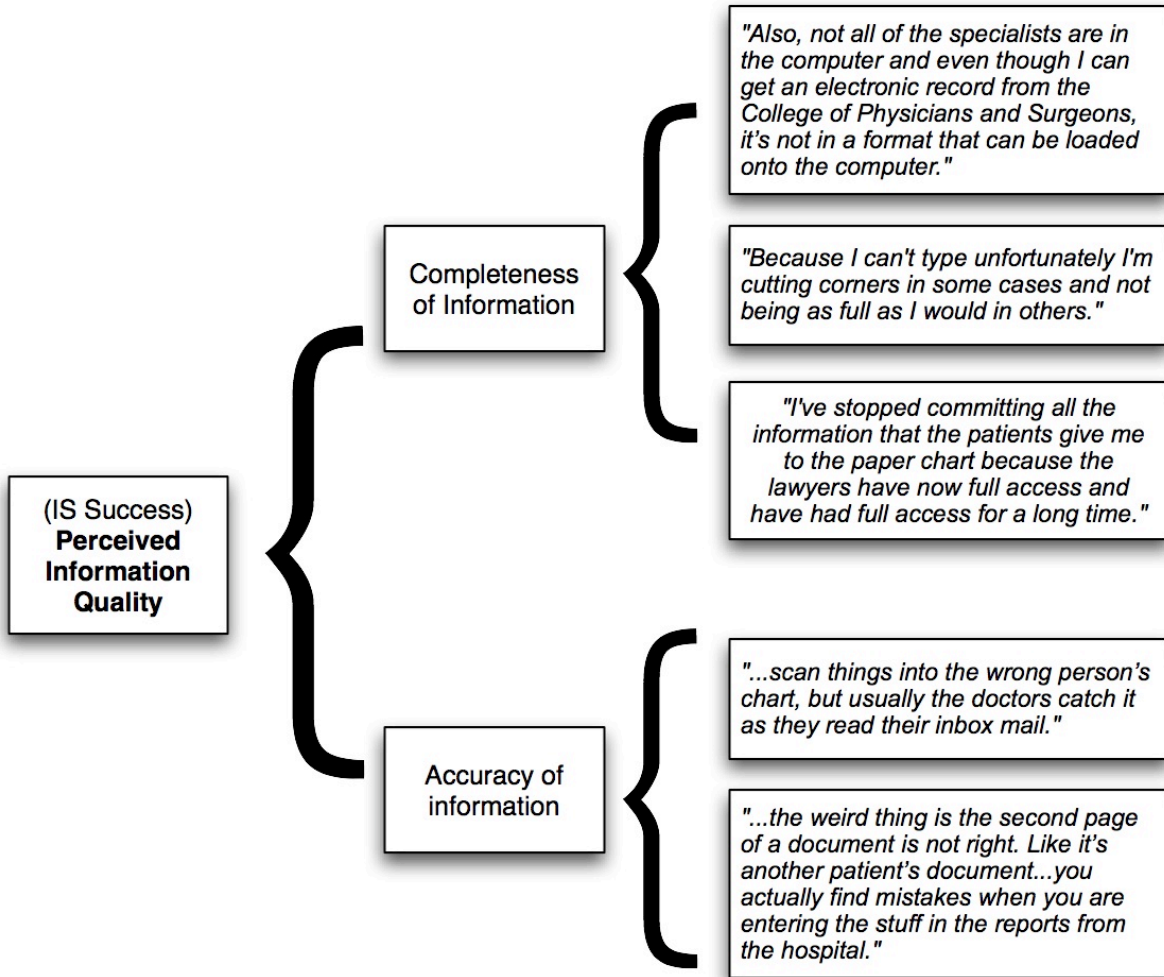 (IS Success)
Perceived
Information
Quality
Completeness
of Information
"Also, not all of the specialists are in
the computer and even though I can
get an electronic record from the
College of Physicians and Surgeons,
it’s not in a format that can be loaded
onto the computer."
"Because I can't type unfortunately I'm
cutting corners in some cases and not
being as full as I would in others."
"I've stopped committing all the
information that the patients give me
to the paper chart because the
lawyers have now full access and
have had full access for a long time."
Accuracy of
information
"...scan things into the wrong person’s
chart, but usually the doctors catch it
as they read their inbox mail."
"...the weird thing is the second page
of a document is not right. Like it’s
another patient’s document...you
actually find mistakes when you are
entering the stuff in the reports from
the hospital."